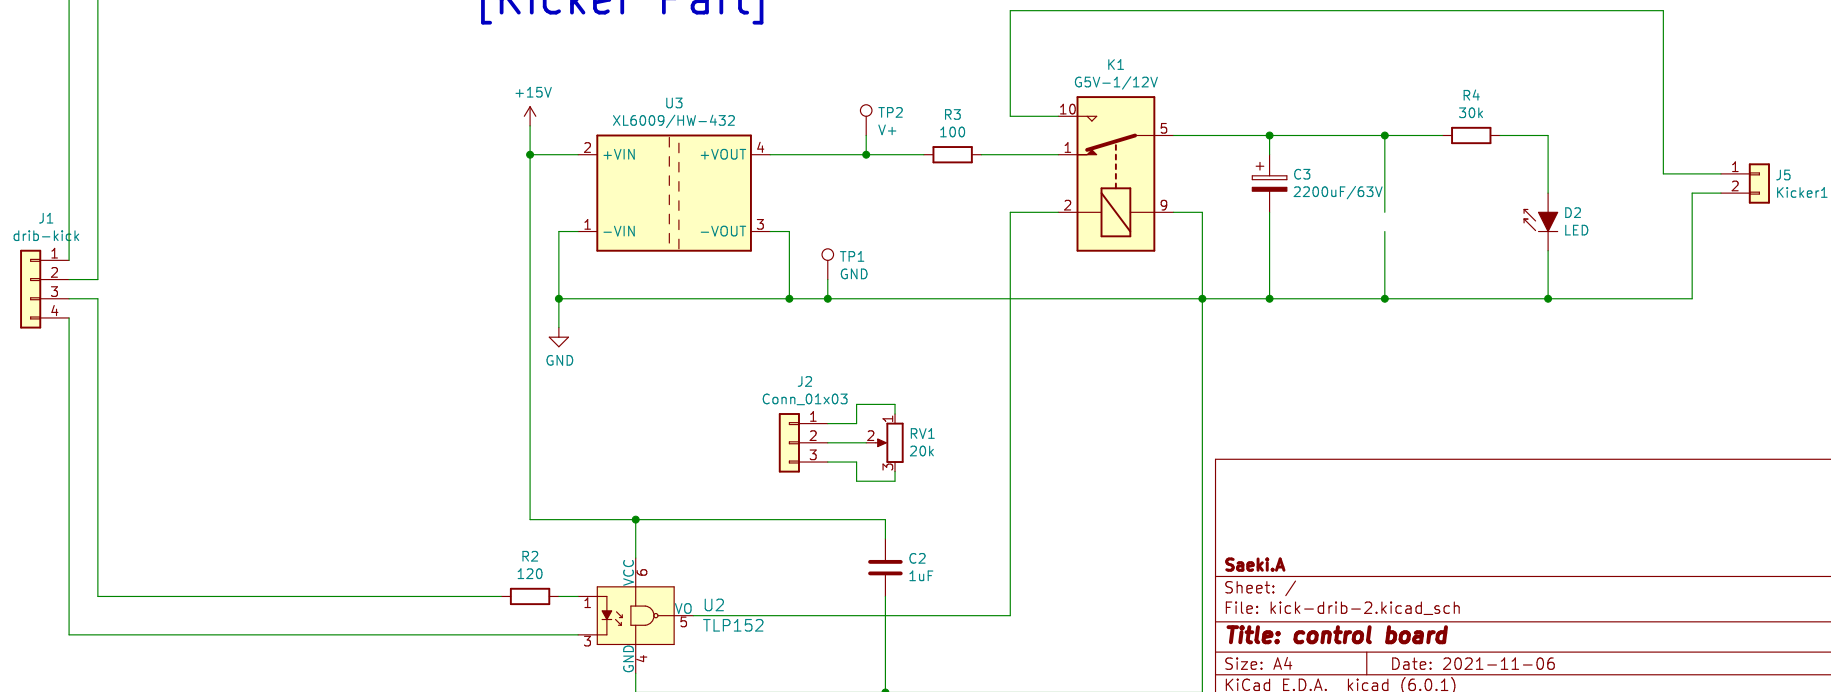 [Kicker Part]
+15V
U3
XL6009/HW-432
2
+VIN
+VOUT
4
1
-VIN
-VOUT
3
TP2
V+
R3
100
K1
G5V-1/12V
10
5
1
2
9
R4
30k
+
C3
2200uF/63V
D2
LED
1
2
J5
Kicker1
J1
drib-kick
1
2
3
4
TP1
GND
GND
J2
Conn_01x03
1
2
3
1
2
3
RV1
20k
R2
120
VCC
6
1
3
VO
5
U2
TLP152
GND
4
C2
1uF
Saeki.A
Sheet: /
File: kick-drib-2.kicad_sch
Title: control board
Size: A4
Date: 2021-11-06
KiCad E.D.A. kicad (6.0.1)